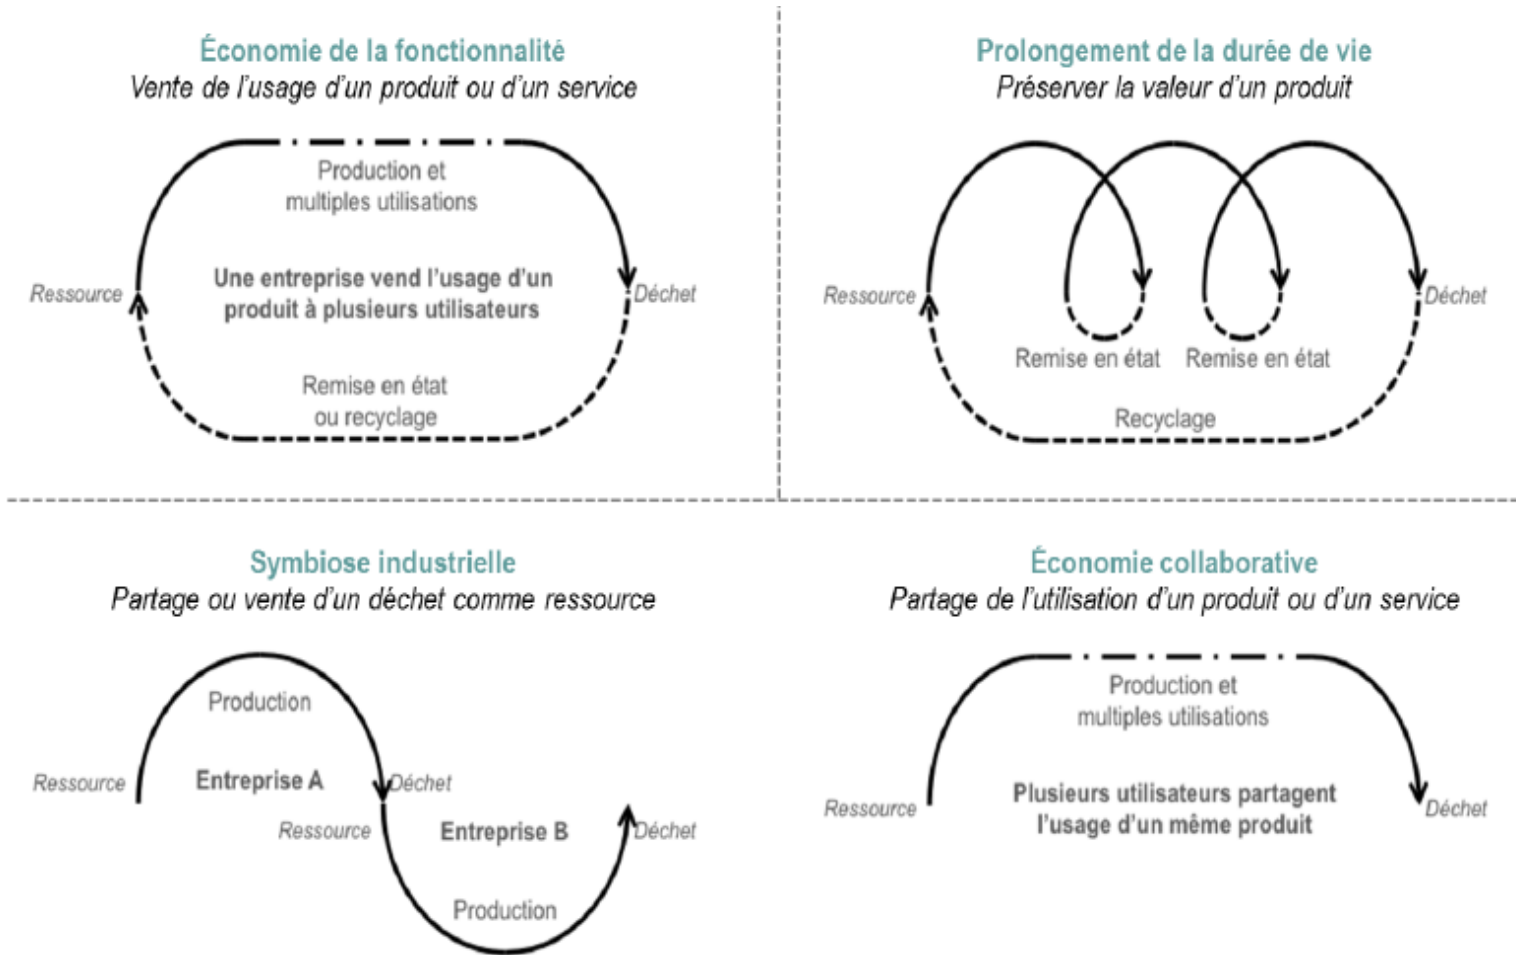 Économie de la fonctionnalité
Vente de l'usage d'un produit ou d'un service
Production et
multiples utilisations
Ressource
Une entreprise vend l'usage d'un
produit à plusieurs utilisateurs
Déchet
Remise en état
ou recyclage
Prolongement de la durée de vie
Préserver la valeur d'un produit
Ressource
Déchet
Remise en état
Remise en état
Recyclage
Symbiose industrielle
Partage ou vente d'un déchet comme ressource
Production
Ressource
Entreprise A
Déchet
Ressource
Entreprise B
Déchet
Production
Économie collaborative
Partage de l'utilisation d'un produit ou d'un service
Production et
multiples utilisations
Ressource
Plusieurs utilisateurs partagent
l'usage d'un même produit
Déchet